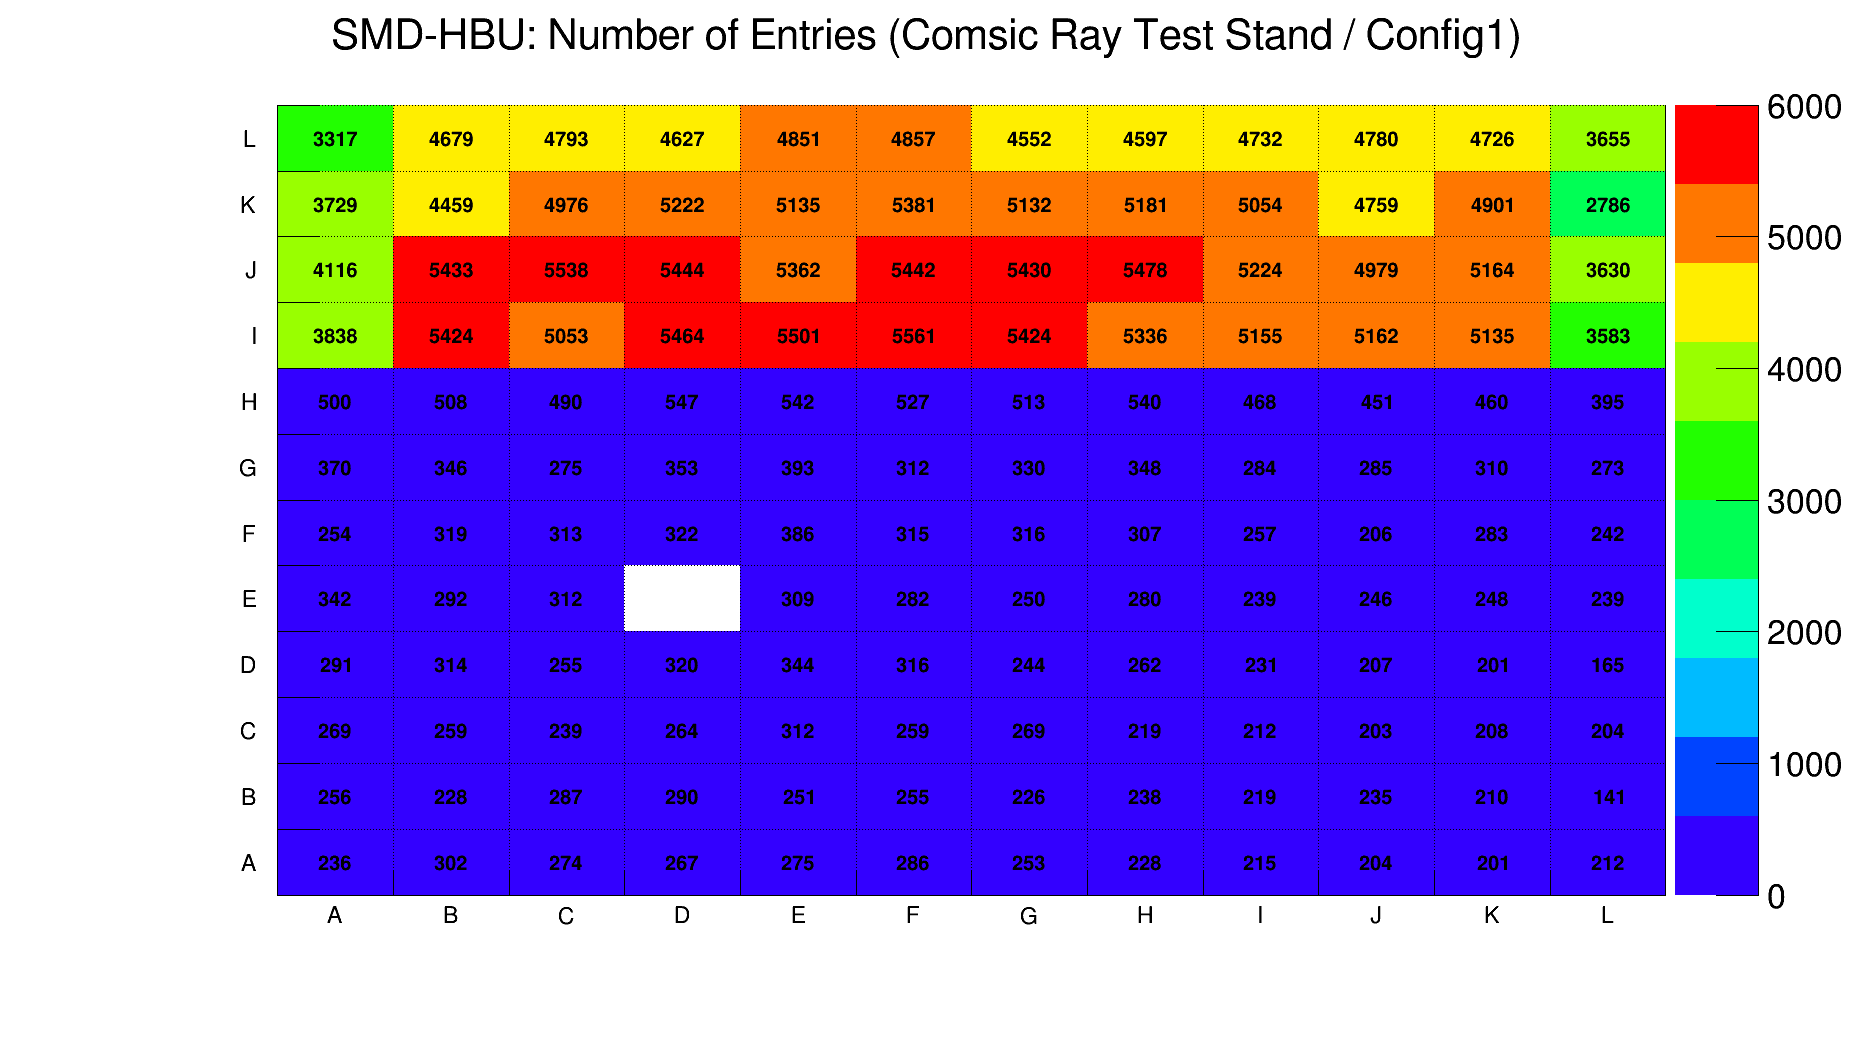 SMD-HBU: Number of Entries (Comsic Ray Test Stand / Config1)
L 3317 4679 4793 4627 4851 4857 4552 4597 4732 4780 4726 3655
K 3729 4459 4976 5222 5135 5381 5132 5181 5054 4759 4901 2786
J 4116 5433 5538 5444 5362 5442 5430 5478 5224 4979 5164 3630
I 3838 5424 5053 5464 5501 5561 5424 5336 5155 5162 5135 3583
H 500 508 490 547 542 527 513 540 468 451 460 395
G 370 346 275 353 393 312 330 348 284 285 310 273
F 254 319 313 322 386 315 316 307 257 206 283 242
E 342 292 312 309 282 250 280 239 246 248 239
D 291 314 255 320 344 316 244 262 231 207 201 165
C 269 259 239 264 312 259 269 219 212 203 208 204
B 256 228 287 290 251 255 226 238 219 235 210 141
A 236 302 274 267 275 286 253 228 215 204 201 212
A B C D E F G H I J K L
6000
5000
4000
3000
2000
1000
0